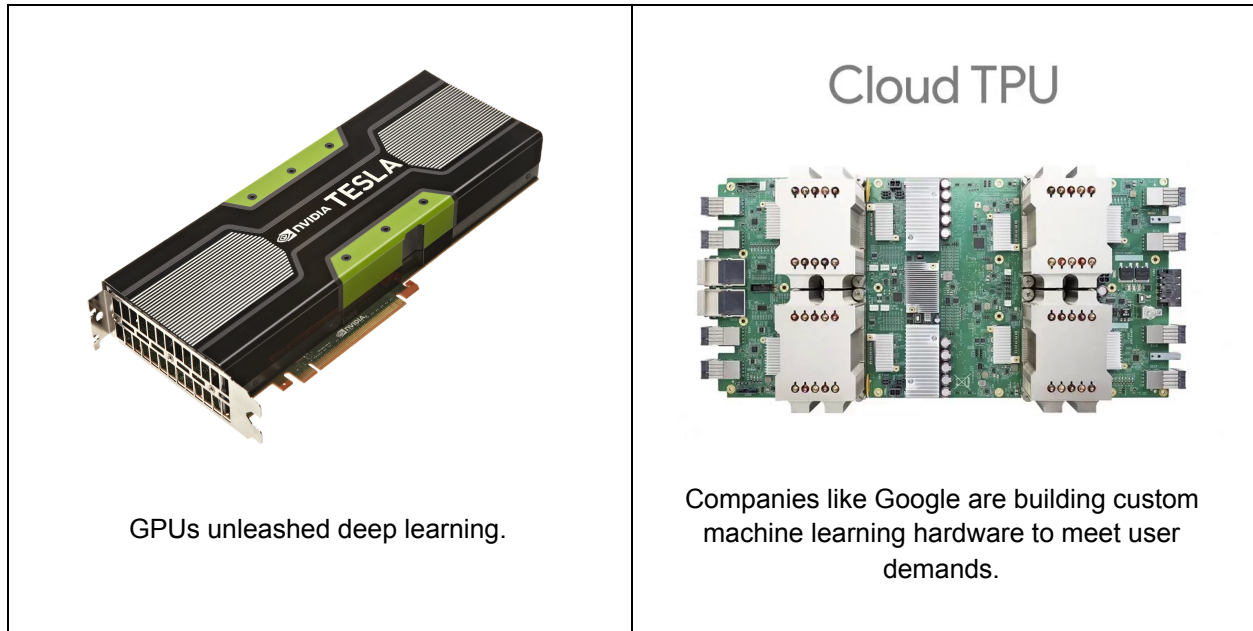 NVIDIA TESLA
nVIDIA.
GPUs unleashed deep learning.
Cloud TPU
Companies like Google are building custom
machine learning hardware to meet user
demands.